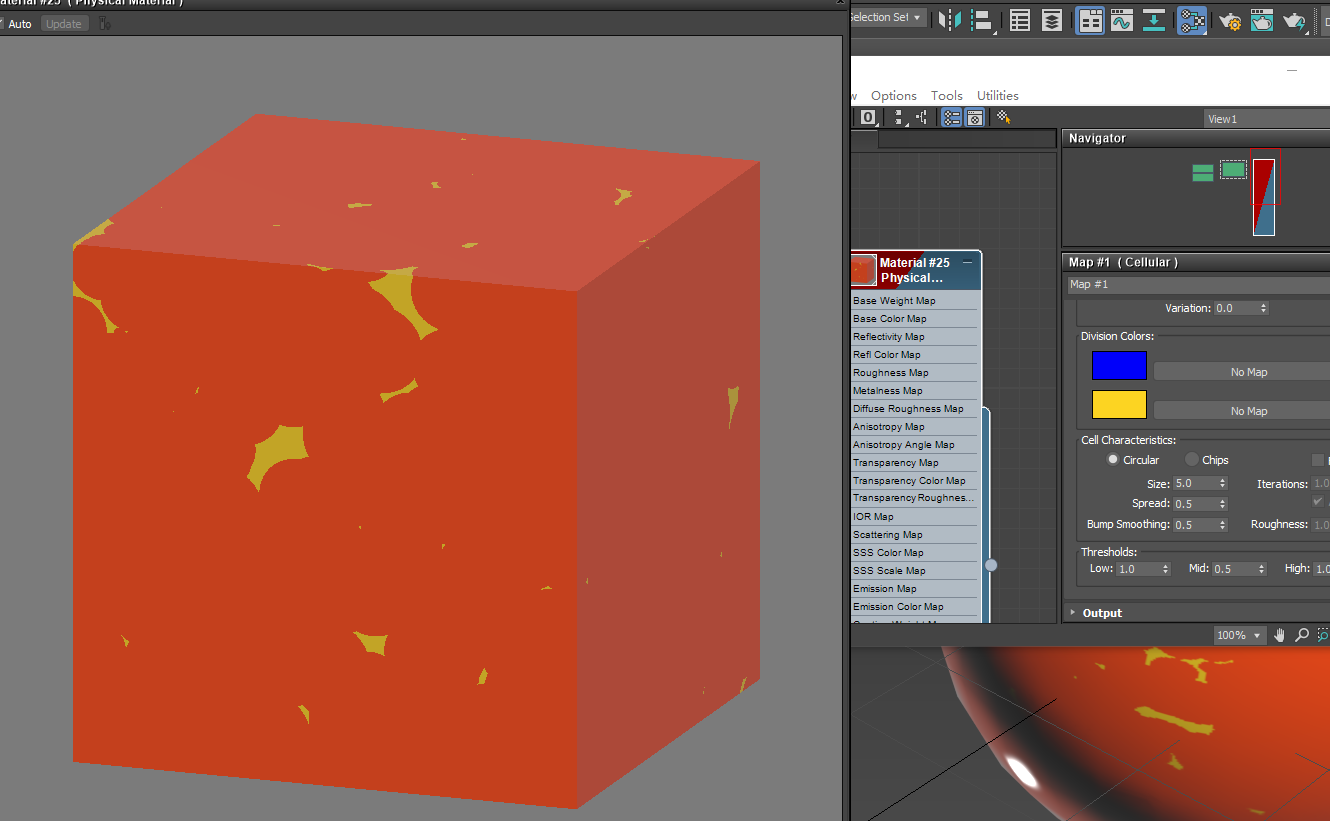 Material #25 ( Physical Material )
Auto
Update
Selection Set
Options
Tools
Utilities
0
View1
Navigator
Material #25
Physical...
Base Weight Map
Base Color Map
Reflectivity Map
Refl Color Map
Roughness Map
Metalness Map
Diffuse Roughness Map
Anisotropy Map
Anisotropy Angle Map
Transparency Map
Transparency Color Map
Transparency Roughnes...
IOR Map
Scattering Map
SSS Color Map
SSS Scale Map
Emission Map
Emission Color Map
Map #1 ( Cellular )
Map #1
Variation: 0.0
Division Colors:
No Map
No Map
Cell Characteristics:
Circular
Chips
Size: 5.0
Iterations: 1.0
Spread: 0.5
Bump Smoothing: 0.5
Roughness: 1.0
Thresholds:
Low: 1.0
Mid: 0.5
High: 1.0
Output
100%